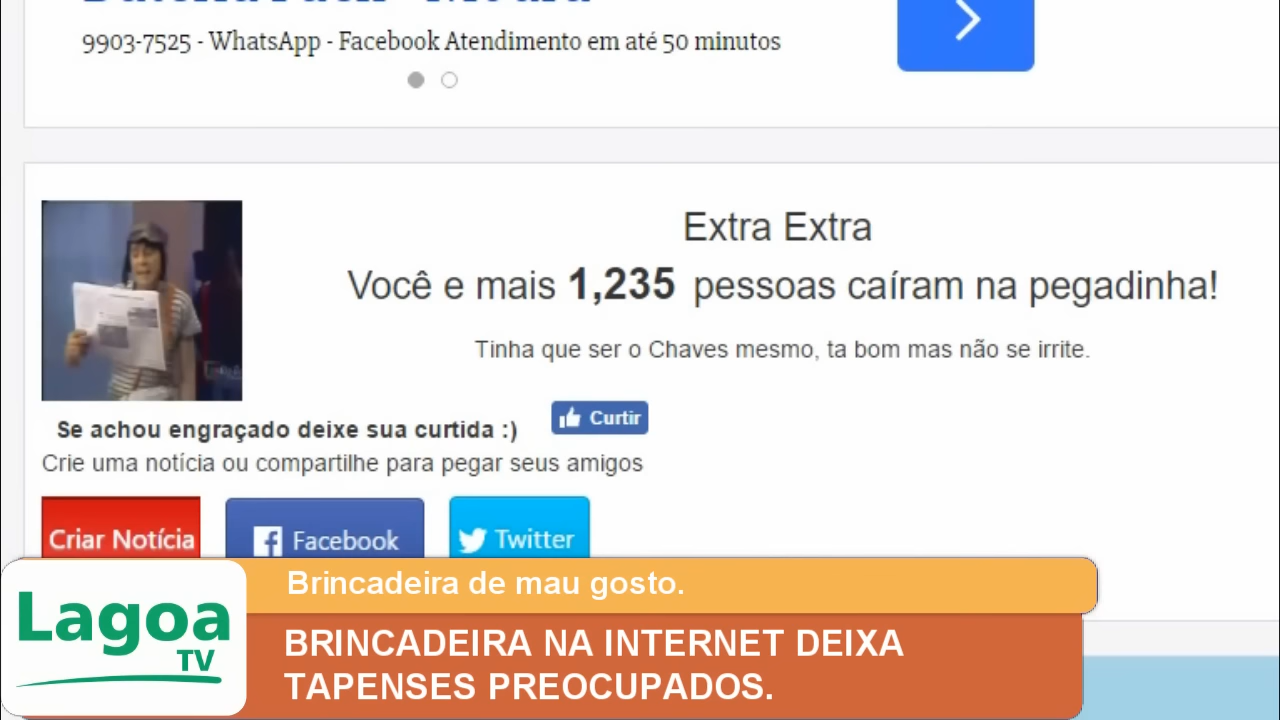 9903-7525 - WhatsApp - Facebook Atendimento em até 50 minutos
Extra Extra
Você e mais 1,235 pessoas caíram na pegadinha!
Tinha que ser o Chaves mesmo, ta bom mas não se irrite.
Se achou engraçado deixe sua curtida :)
Curtir
Crie uma notícia ou compartilhe para pegar seus amigos
Criar Notícia
Facebook
Twitter
Lagoa
TV
Brincadeira de mau gosto.
BRINCADEIRA NA INTERNET DEIXA
TAPENSES PREOCUPADOS.